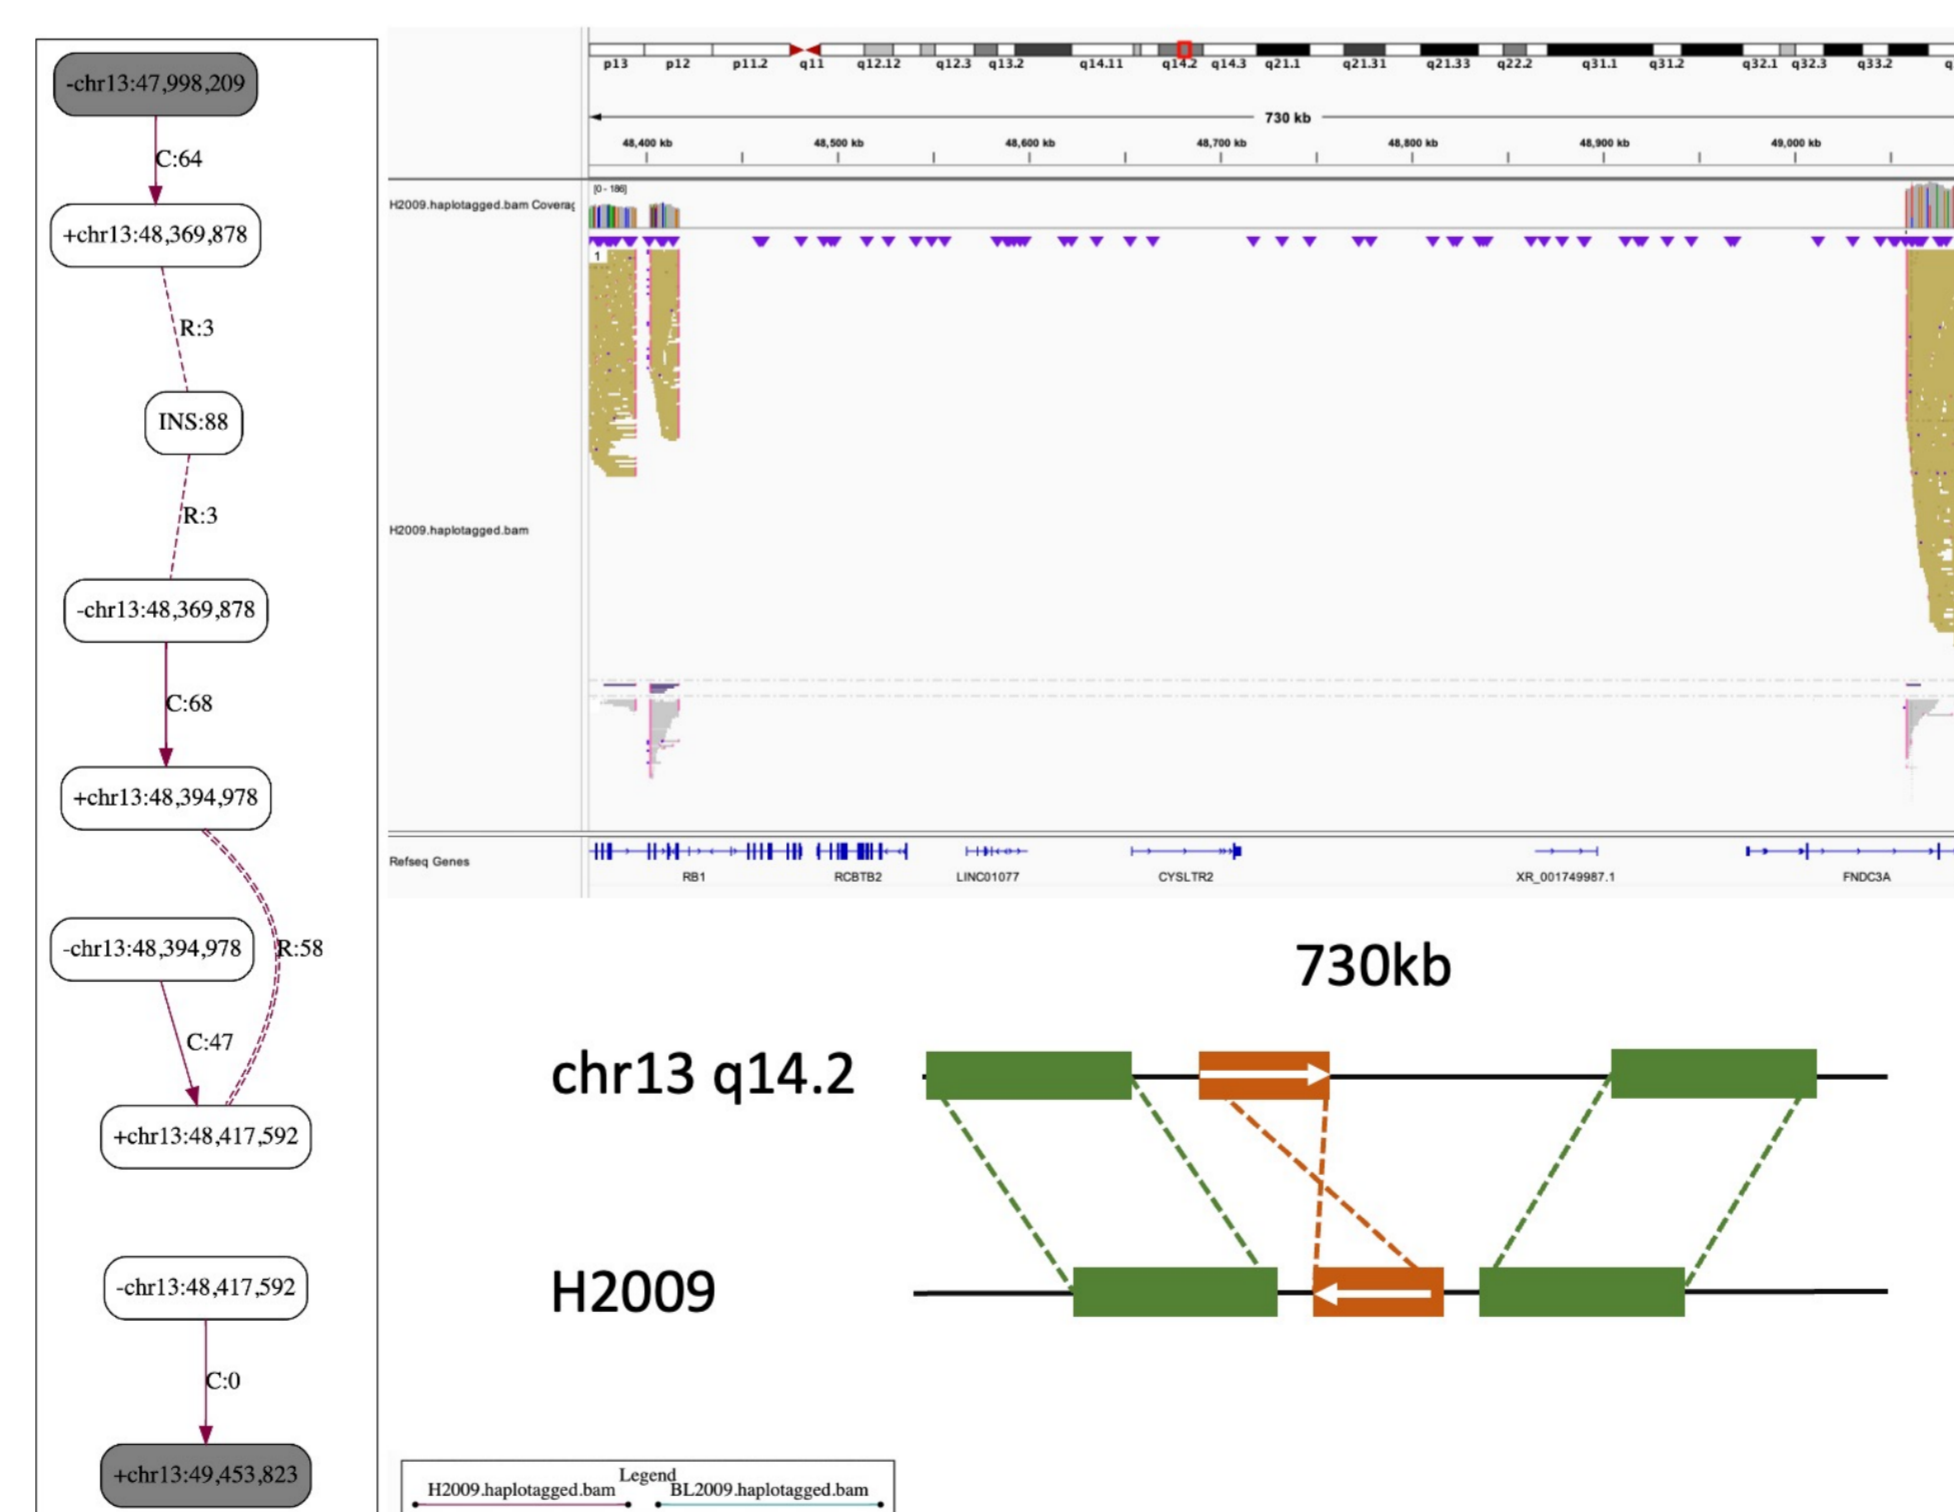 -chr13:47,998,209
C:64
+chr13:48,369,878
R:3
INS:88
R:3
-chr13:48,369,878
C:68
+chr13:48,394,978
-chr13:48,394,978
R:58
C:47
+chr13:48,417,592
-chr13:48,417,592
C:0
+chr13:49,453,823
p13 p12 p11.2 q11 q12.12 q12.3 q13.2 q14.11 q14.2 q14.3 q21.1 q21.31 q21.33 q22.2 q31.1 q31.2 q32.1 q32.3 q33.2 q
730 kb
48,400 kb 48,500 kb 48,600 kb 48,700 kb 48,800 kb 48,900 kb 49,000 kb
[0 - 186]
H2009.haplotagged.bam Coverag
1
H2009.haplotagged.bam
Refseq Genes
RB1 RCBTB2 LINC01077 CYSLTR2 XR_001749987.1 FNDC3A
730kb
chr13 q14.2
H2009
Legend
H2009.haplotagged.bam BL2009.haplotagged.bam